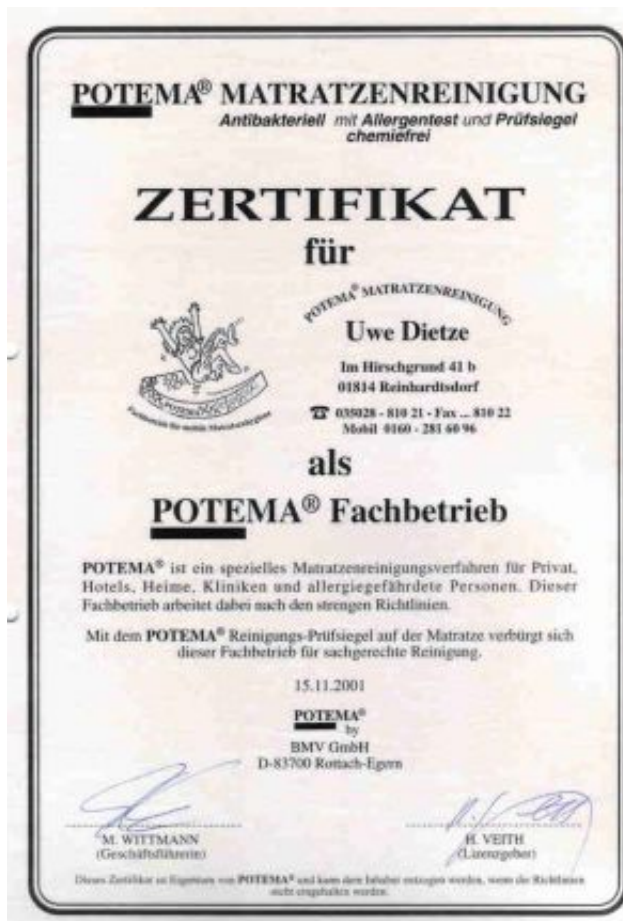 POTEMA® MATRATZENREINIGUNG
Antibakteriell mit Allergentest und Prüfsiegel
chemiefrei
ZERTIFIKAT
für
POTEMA® MATRATZENREINIGUNG
Uwe Dietze
Im Hirschgrund 41 b
01814 Reinhardtsdorf
☎ 035028 - 810 21 - Fax ... 810 22
Mobil 0160 - 281 60 96
POTEMA
Fachbetrieb für mobile
als
POTEMA® Fachbetrieb
POTEMA® ist ein spezielles Matratzenreinigungsverfahren für Privat,
Hotels, Heime, Kliniken und allergiegefährdete Personen. Dieser
Fachbetrieb arbeitet dabei nach den strengen Richtlinien.
Mit dem POTEMA® Reinigungs-Prüfsiegel auf der Matratze verbürgt sich
dieser Fachbetrieb für sachgerechte Reinigung.
15.11.2001
POTEMA®
by
BMV GmbH
D-83700 Rottach-Egern
M. WITTMANN
(Geschäftsführerin)
H. VEITH
(Lizenzgeber)
Dieses Zertifikat ist Eigentum von POTEMA® und kann dem Inhaber entzogen werden, wenn die Richtlinien
nicht eingehalten werden.